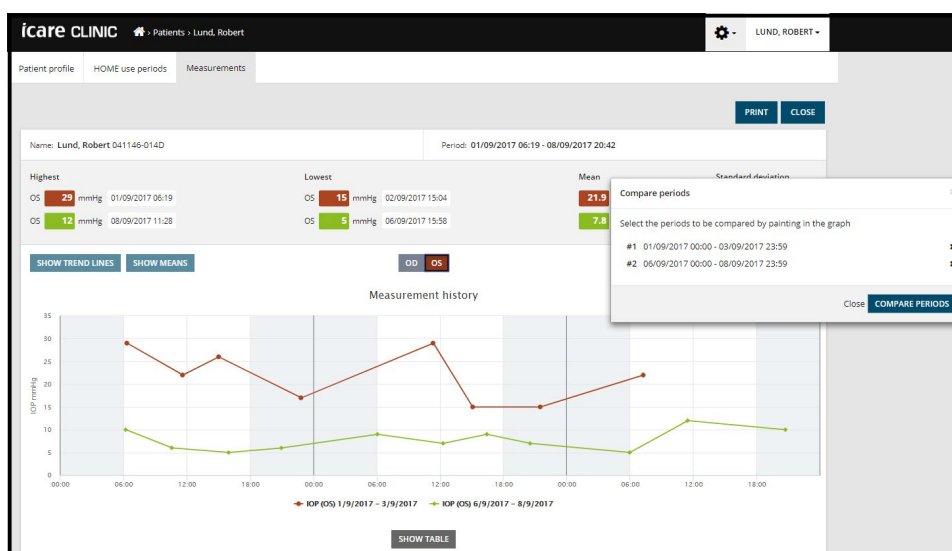 icare CLINIC › Patients › Lund, Robert LUND, ROBERT
Patient profile HOME use periods Measurements
PRINT CLOSE
Name: Lund, Robert 041146-014D Period: 01/09/2017 06:19 - 08/09/2017 20:42
Highest Lowest Mean Standard deviation
OS 29 mmHg 01/09/2017 06:19 OS 15 mmHg 02/09/2017 15:04 21.9
OS 12 mmHg 08/09/2017 11:28 OS 5 mmHg 06/09/2017 15:58 7.8
Compare periods
Select the periods to be compared by painting in the graph
#1 01/09/2017 00:00 - 03/09/2017 23:59
#2 06/09/2017 00:00 - 08/09/2017 23:59
Close COMPARE PERIODS
SHOW TREND LINES SHOW MEANS OD OS
Measurement history
IOP mmHg
35
30
25
20
15
10
5
0
00:00 06:00 12:00 18:00 00:00 06:00 12:00 18:00 00:00 06:00 12:00 18:00
IOP (OS) 1/9/2017 – 3/9/2017 IOP (OS) 6/9/2017 – 8/9/2017
SHOW TABLE